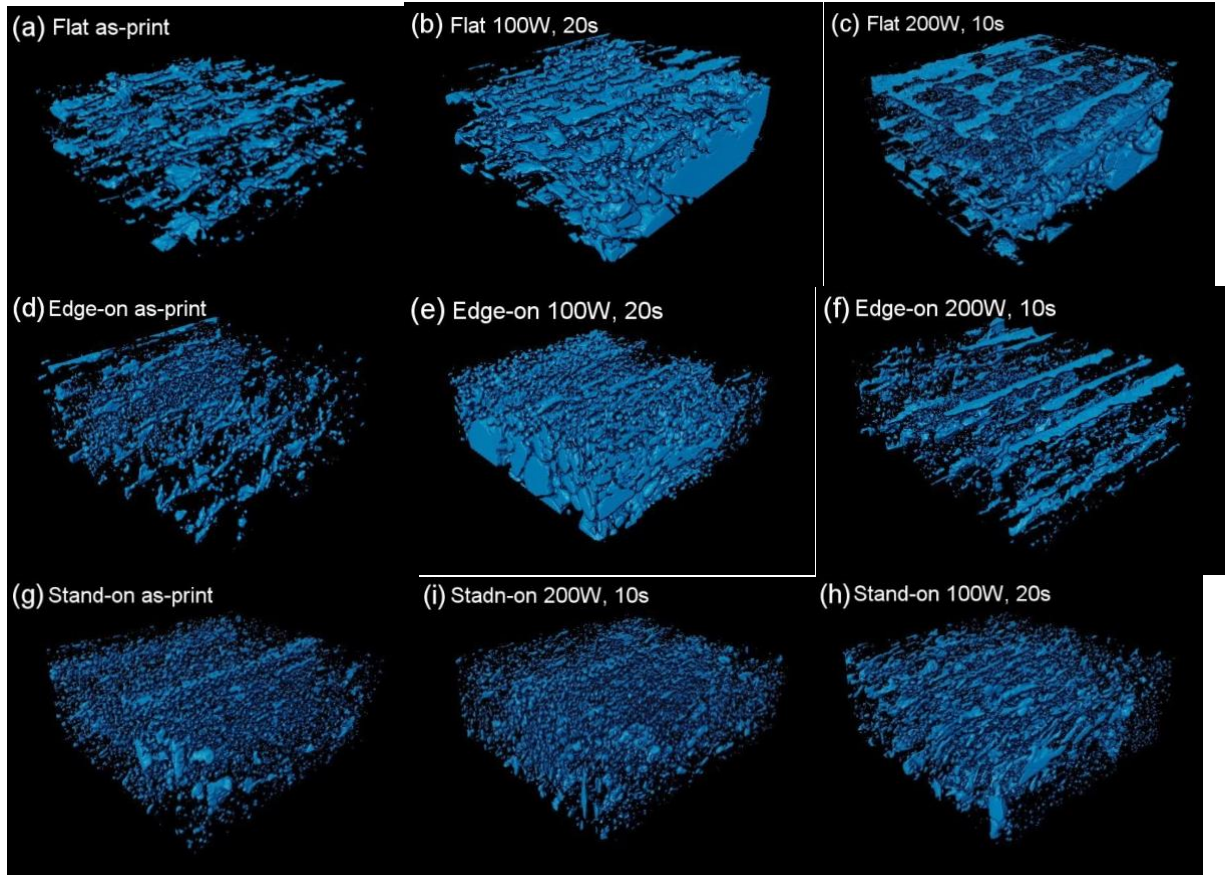 (a) Flat as-print
(b) Flat 100W, 20s
(c) Flat 200W, 10s
(d) Edge-on as-print
(e) Edge-on 100W, 20s
(f) Edge-on 200W, 10s
(g) Stand-on as-print
(i) Stadn-on 200W, 10s
(h) Stand-on 100W, 20s